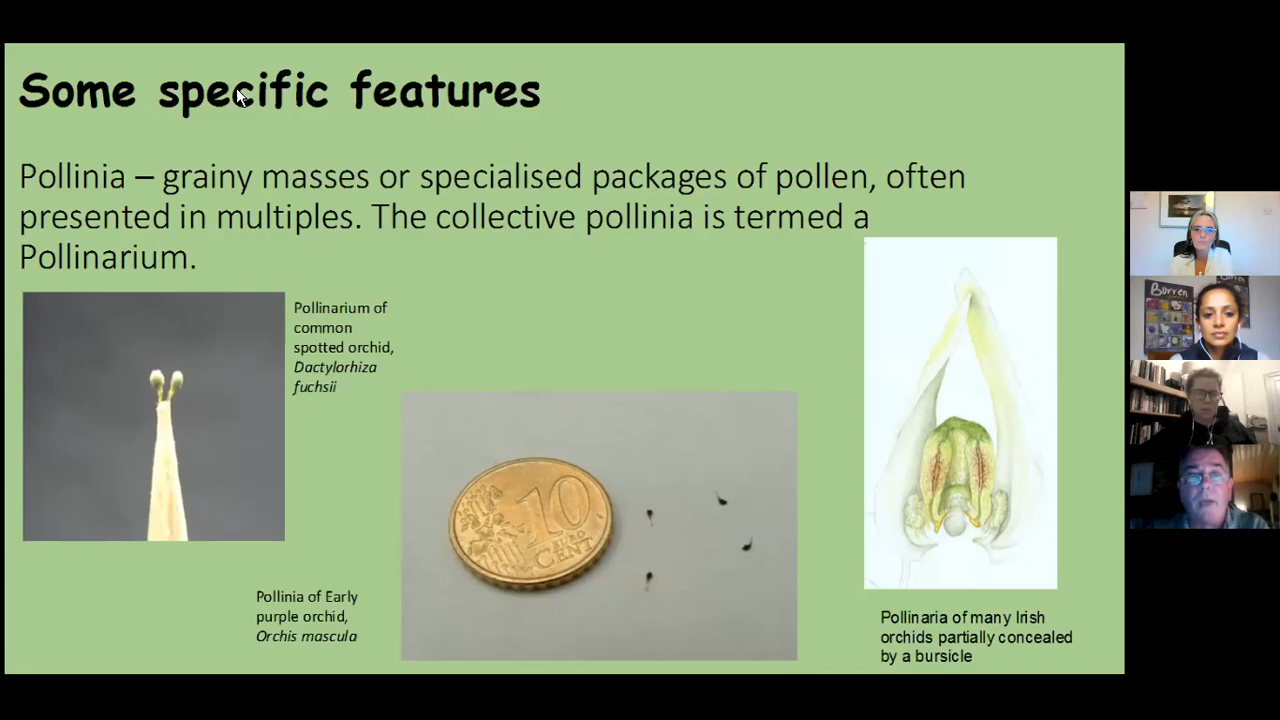 Some specific features
Pollinia – grainy masses or specialised packages of pollen, often
presented in multiples. The collective pollinia is termed a
Pollinarium.
Pollinarium of
common
spotted orchid,
Dactylorhiza
fuchsii
10
EURO
CENT
Pollinia of Early
purple orchid,
Orchis mascula
Pollinaria of many Irish
orchids partially concealed
by a bursicle
Burren